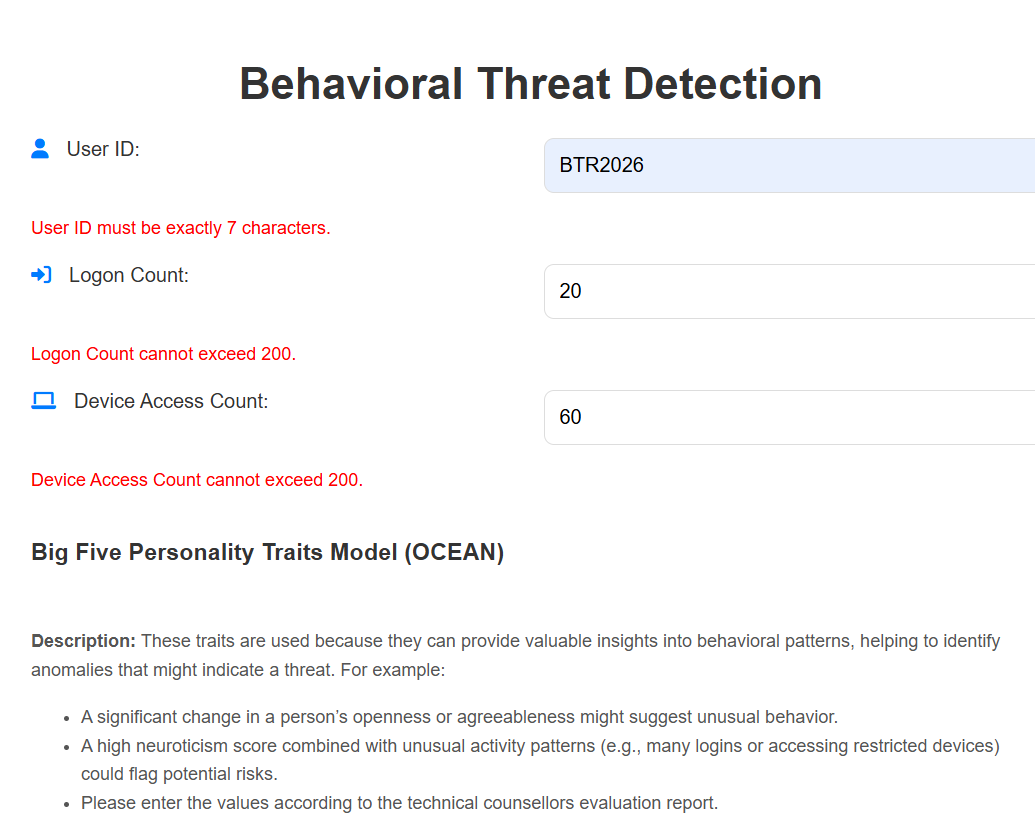 Behavioral Threat Detection
User ID:
BTR2026
User ID must be exactly 7 characters.
Logon Count:
20
Logon Count cannot exceed 200.
Device Access Count:
60
Device Access Count cannot exceed 200.
Big Five Personality Traits Model (OCEAN)
Description: These traits are used because they can provide valuable insights into behavioral patterns, helping to identify
anomalies that might indicate a threat. For example:
• A significant change in a person’s openness or agreeableness might suggest unusual behavior.
• A high neuroticism score combined with unusual activity patterns (e.g., many logins or accessing restricted devices)
could flag potential risks.
• Please enter the values according to the technical counsellors evaluation report.